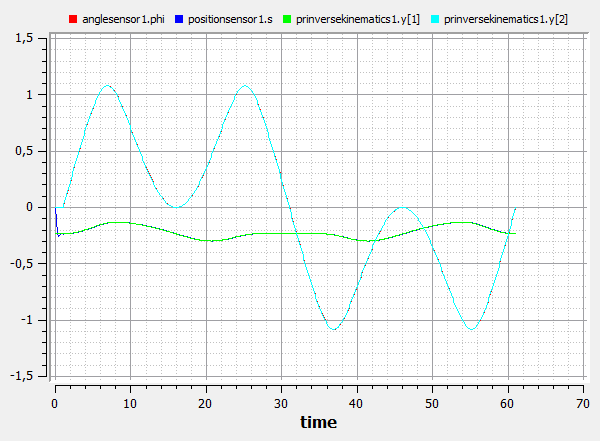 anglesensor1.phi positionsensor1.s prinversekinematics1.y[1] prinversekinematics1.y[2]
1,5
1
0,5
0
-0,5
-1
-1,5
0 10 20 30 40 50 60 70
time